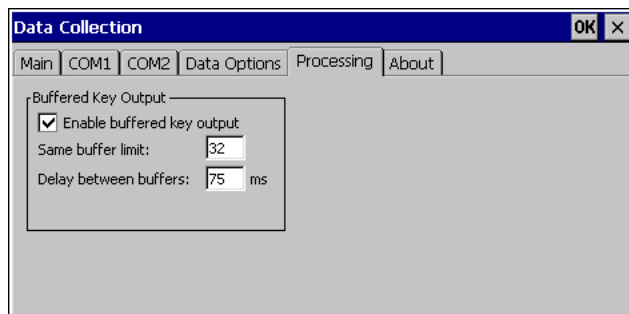 Data Collection OK ×
Main COM1 COM2 Data Options Processing About
Buffered Key Output
Enable buffered key output
Same buffer limit: 32
Delay between buffers: 75 ms